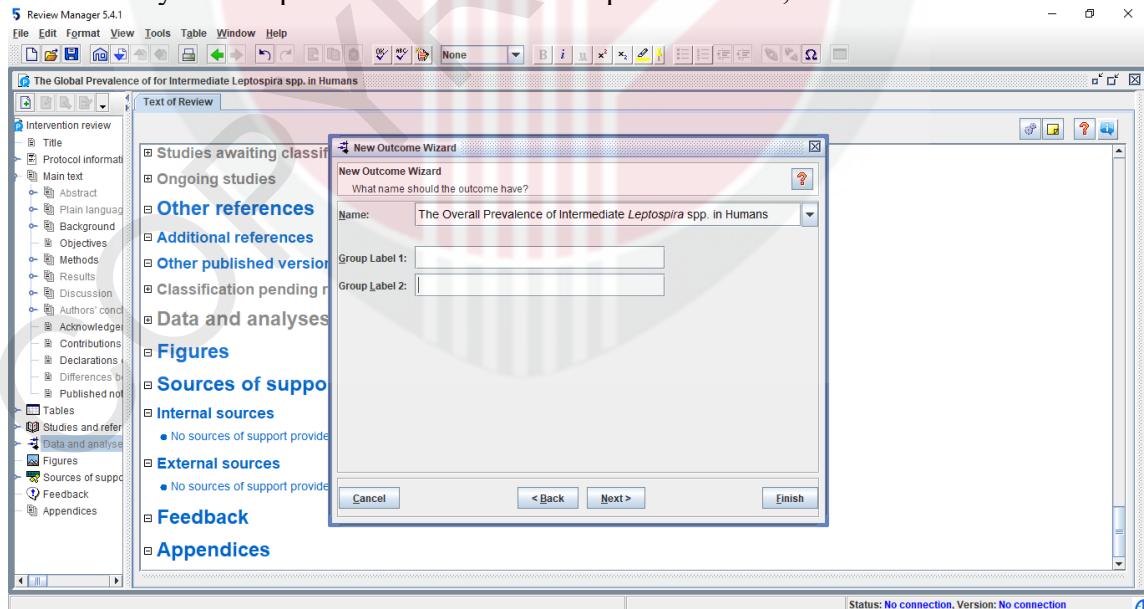 5 Review Manager 5.4.1
File Edit Format View Tools Table Window Help
None
B i u x² x₂ Ω
The Global Prevalence of for Intermediate Leptospira spp. in Humans
Text of Review
Intervention review
Title
Protocol informati
Main text
Abstract
Plain languag
Background
Objectives
Methods
Results
Discussion
Authors' concl
Acknowledge
Contributions
Declarations
Differences b
Published not
Tables
Studies and refer
Data and analyse
Figures
Sources of suppo
Feedback
Appendices
Studies awaiting classif
Ongoing studies
Other references
Additional references
Other published version
Classification pending r
Data and analyses
Figures
Sources of suppo
Internal sources
No sources of support provide
External sources
No sources of support provide
Feedback
Appendices
New Outcome Wizard
New Outcome Wizard
What name should the outcome have?
Name: The Overall Prevalence of Intermediate Leptospira spp. in Humans
Group Label 1:
Group Label 2:
Cancel < Back Next > Finish
Status: No connection, Version: No connection